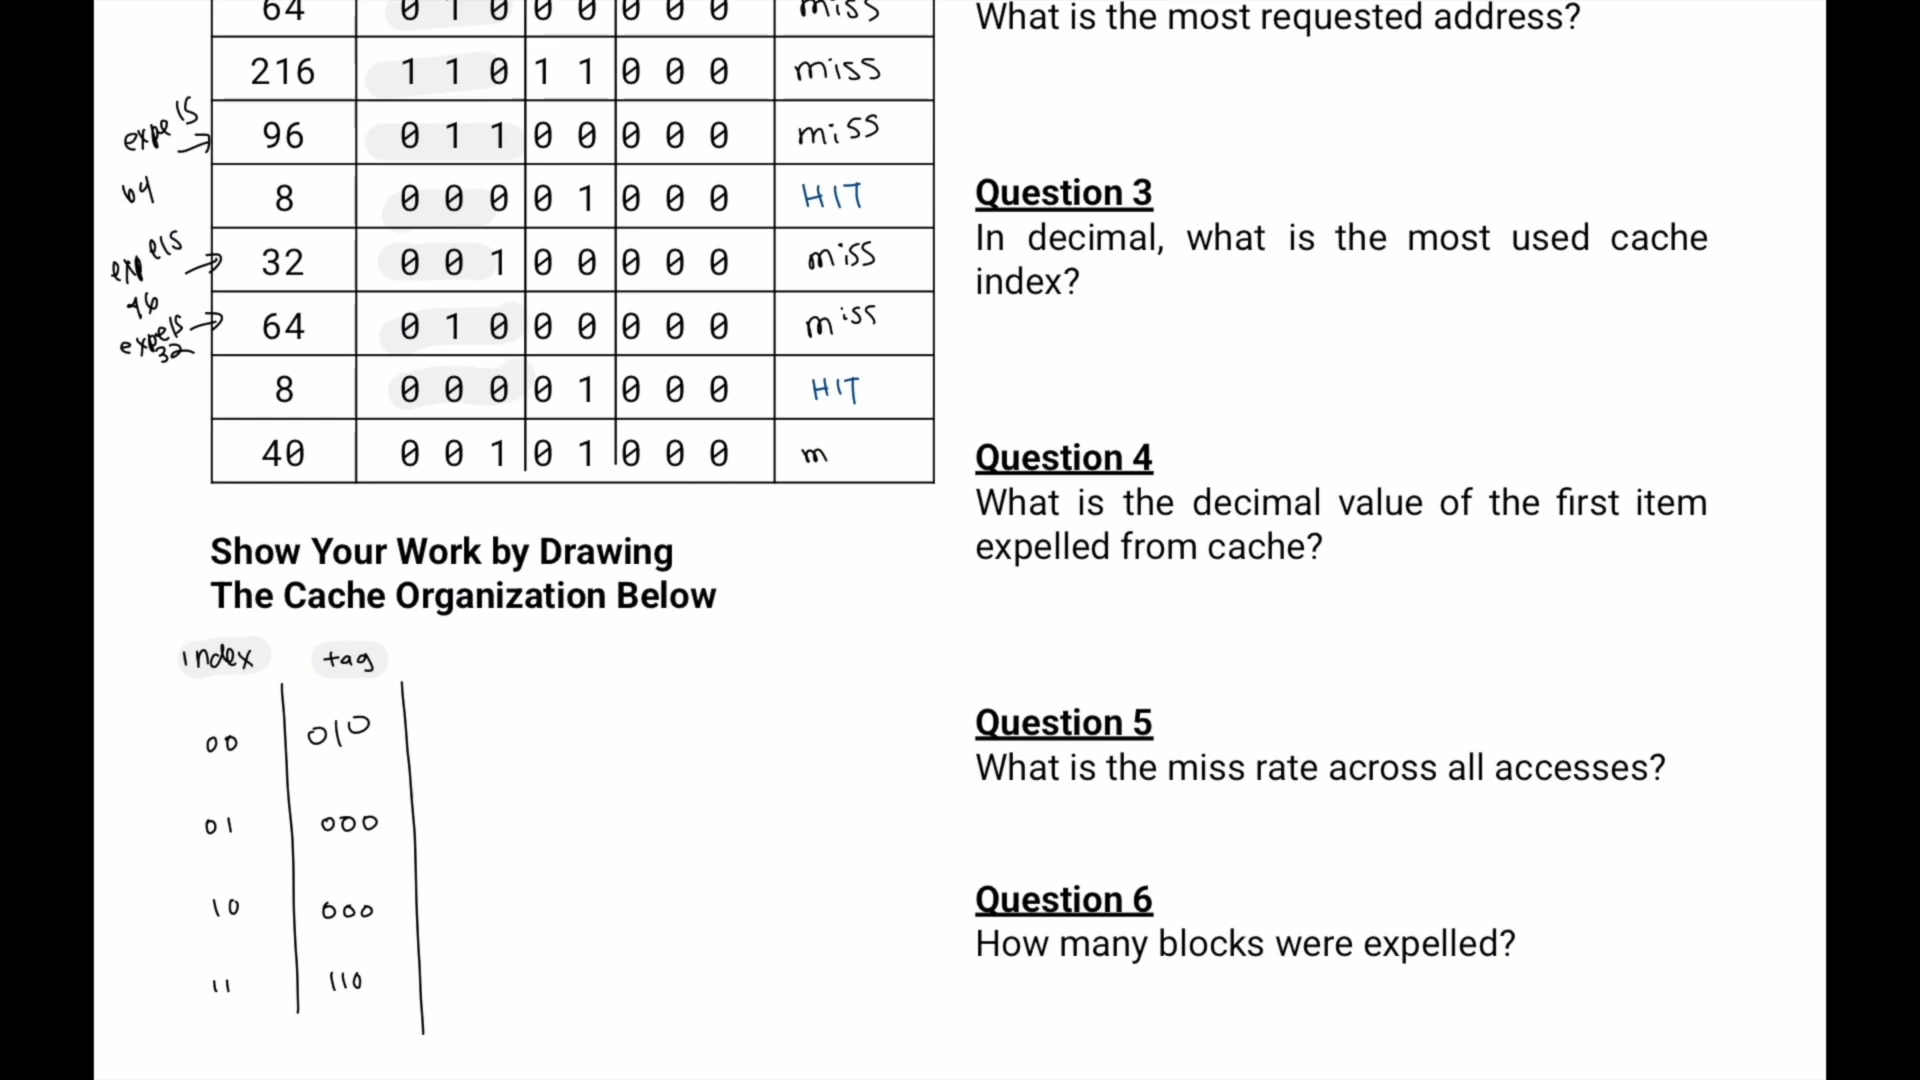 64 0 1 0 0 0 0 0 0 miss
216 1 1 0 1 1 0 0 0 miss
expels 96 0 1 1 0 0 0 0 0 miss
64 8 0 0 0 0 1 0 0 0 HIT
expels 32 0 0 1 0 0 0 0 0 miss
96
expels 64 0 1 0 0 0 0 0 0 miss
32
8 0 0 0 0 1 0 0 0 HIT
40 0 0 1 0 1 0 0 0 m
Show Your Work by Drawing
The Cache Organization Below
index tag
00 010
01 000
10 000
11 110
What is the most requested address?
Question 3
In decimal, what is the most used cache
index?
Question 4
What is the decimal value of the first item
expelled from cache?
Question 5
What is the miss rate across all accesses?
Question 6
How many blocks were expelled?